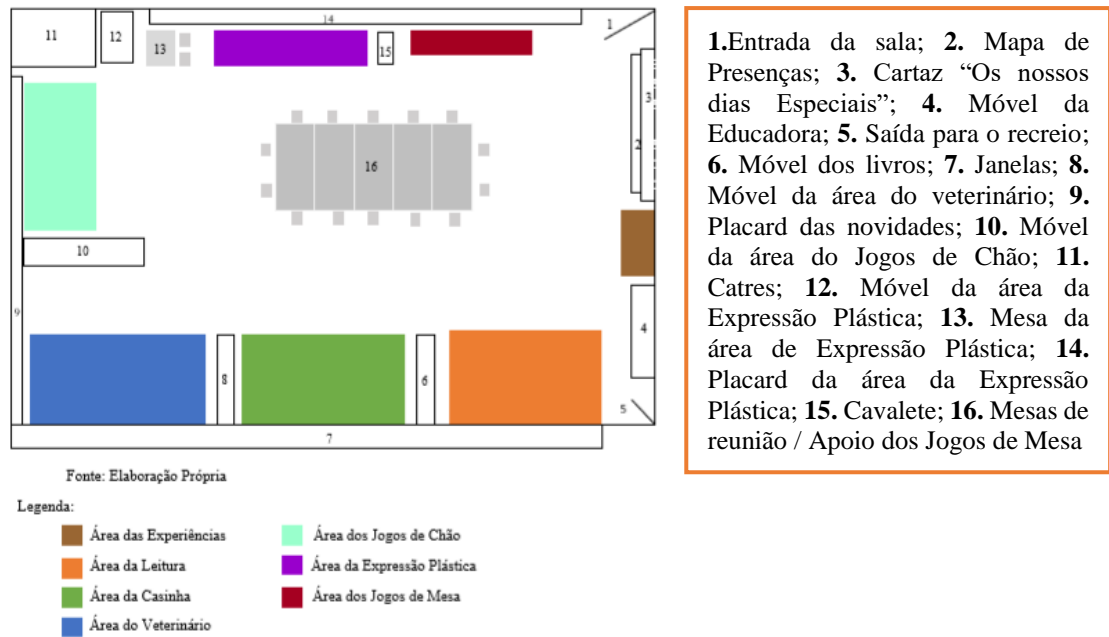 14
1
11
12
13
15
3
2
16
10
9
4
8
6
5
7
1.Entrada da sala; 2. Mapa de
Presenças; 3. Cartaz “Os nossos
dias Especiais”; 4. Móvel da
Educadora; 5. Saída para o recreio;
6. Móvel dos livros; 7. Janelas; 8.
Móvel da área do veterinário; 9.
Placard das novidades; 10. Móvel
da área do Jogos de Chão; 11.
Catres; 12. Móvel da área da
Expressão Plástica; 13. Mesa da
área de Expressão Plástica; 14.
Placard da área da Expressão
Plástica; 15. Cavalete; 16. Mesas de
reunião / Apoio dos Jogos de Mesa
Fonte: Elaboração Própria
Legenda:
Área das Experiências
Área da Leitura
Área da Casinha
Área do Veterinário
Área dos Jogos de Chão
Área da Expressão Plástica
Área dos Jogos de Mesa